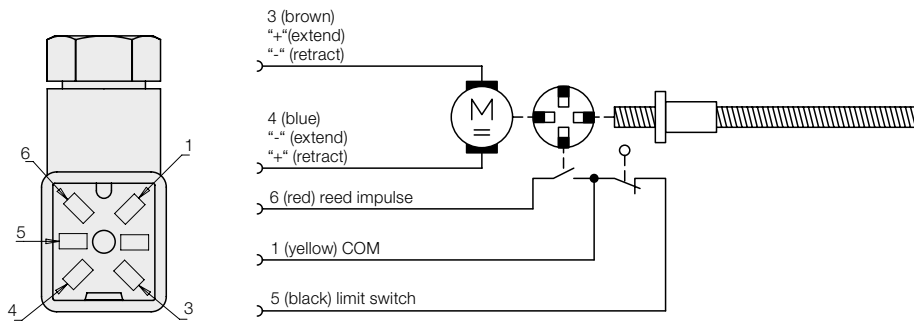 3 (brown)
“+“(extend)
“-“ (retract)
4 (blue)
“-“ (extend)
“+“ (retract)
M
6 (red) reed impulse
1 (yellow) COM
5 (black) limit switch
6
1
5
4
3